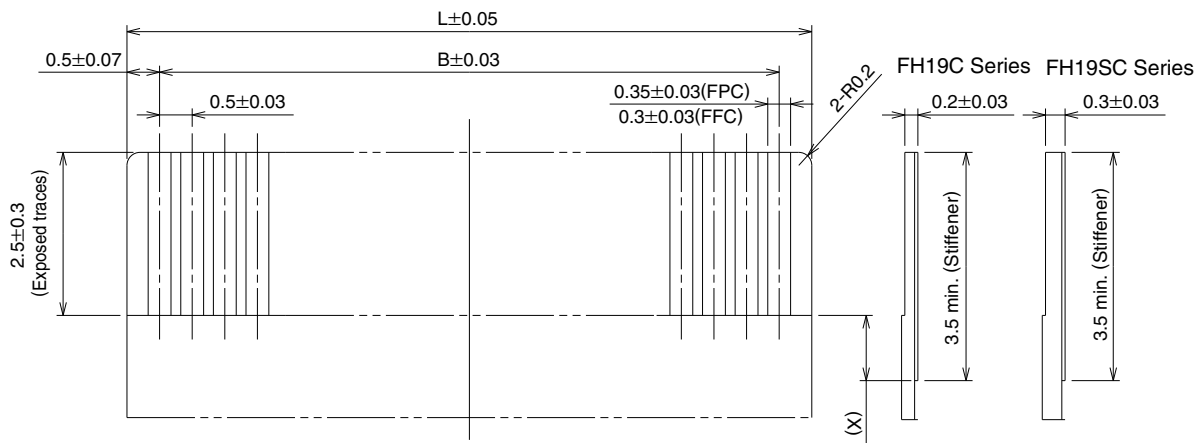 L±0.05
0.5±0.07
B±0.03
0.5±0.03
0.35±0.03(FPC)
0.3±0.03(FFC)
2-R0.2
FH19C Series
FH19SC Series
0.2±0.03
0.3±0.03
2.5±0.3
(Exposed traces)
3.5 min. (Stiffener)
3.5 min. (Stiffener)
(X)